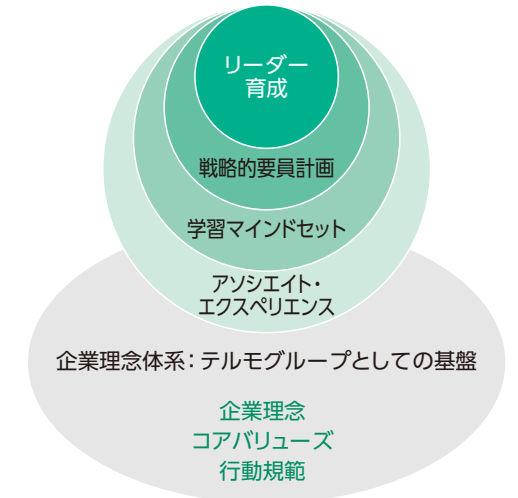 リーダー
育成
戦略的要員計画
学習マインドセット
アソシエイト・
エクスペリエンス
企業理念体系：テルモグループとしての基盤
企業理念
コアバリューズ
行動規範